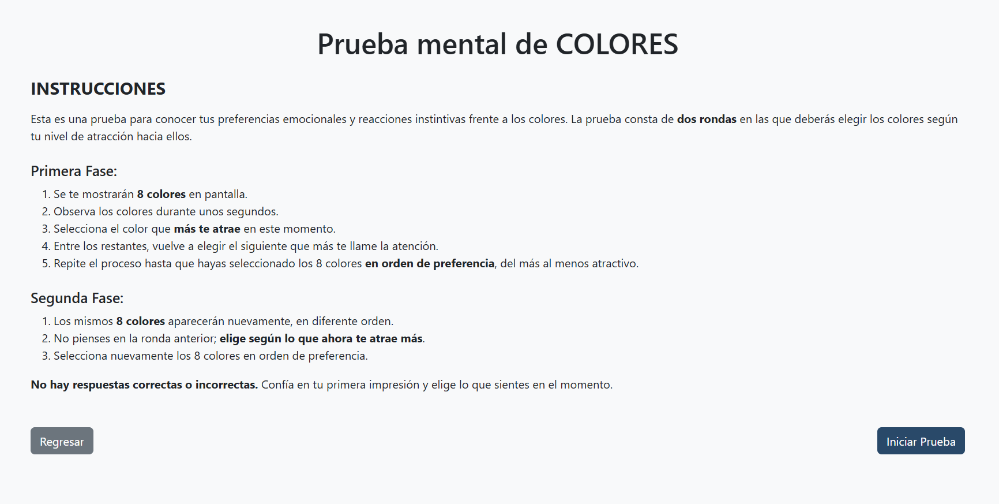 Prueba mental de COLORES
INSTRUCCIONES
Esta es una prueba para conocer tus preferencias emocionales y reacciones instintivas frente a los colores. La prueba consta de dos rondas en las que deberás elegir los colores según
tu nivel de atracción hacia ellos.
Primera Fase:
1. Se te mostrarán 8 colores en pantalla.
2. Observa los colores durante unos segundos.
3. Selecciona el color que más te atrae en este momento.
4. Entre los restantes, vuelve a elegir el siguiente que más te llame la atención.
5. Repite el proceso hasta que hayas seleccionado los 8 colores en orden de preferencia, del más al menos atractivo.
Segunda Fase:
1. Los mismos 8 colores aparecerán nuevamente, en diferente orden.
2. No pienses en la ronda anterior; elige según lo que ahora te atrae más.
3. Selecciona nuevamente los 8 colores en orden de preferencia.
No hay respuestas correctas o incorrectas. Confía en tu primera impresión y elige lo que sientes en el momento.
Regresar
Iniciar Prueba